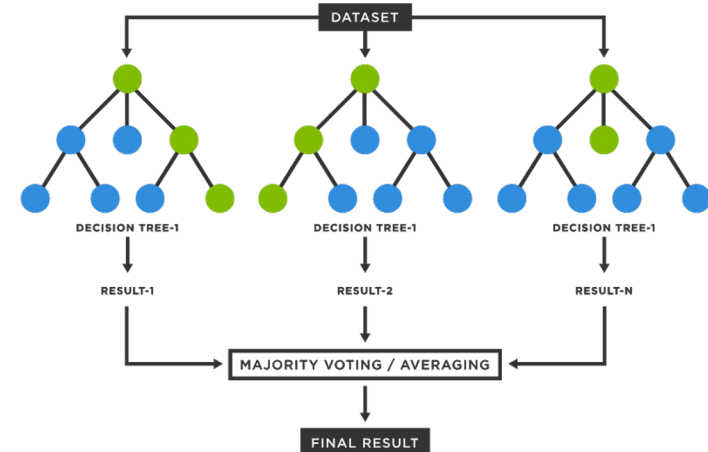 DATASET
DECISION TREE-1
DECISION TREE-1
DECISION TREE-1
RESULT-1
RESULT-2
RESULT-N
MAJORITY VOTING / AVERAGING
FINAL RESULT